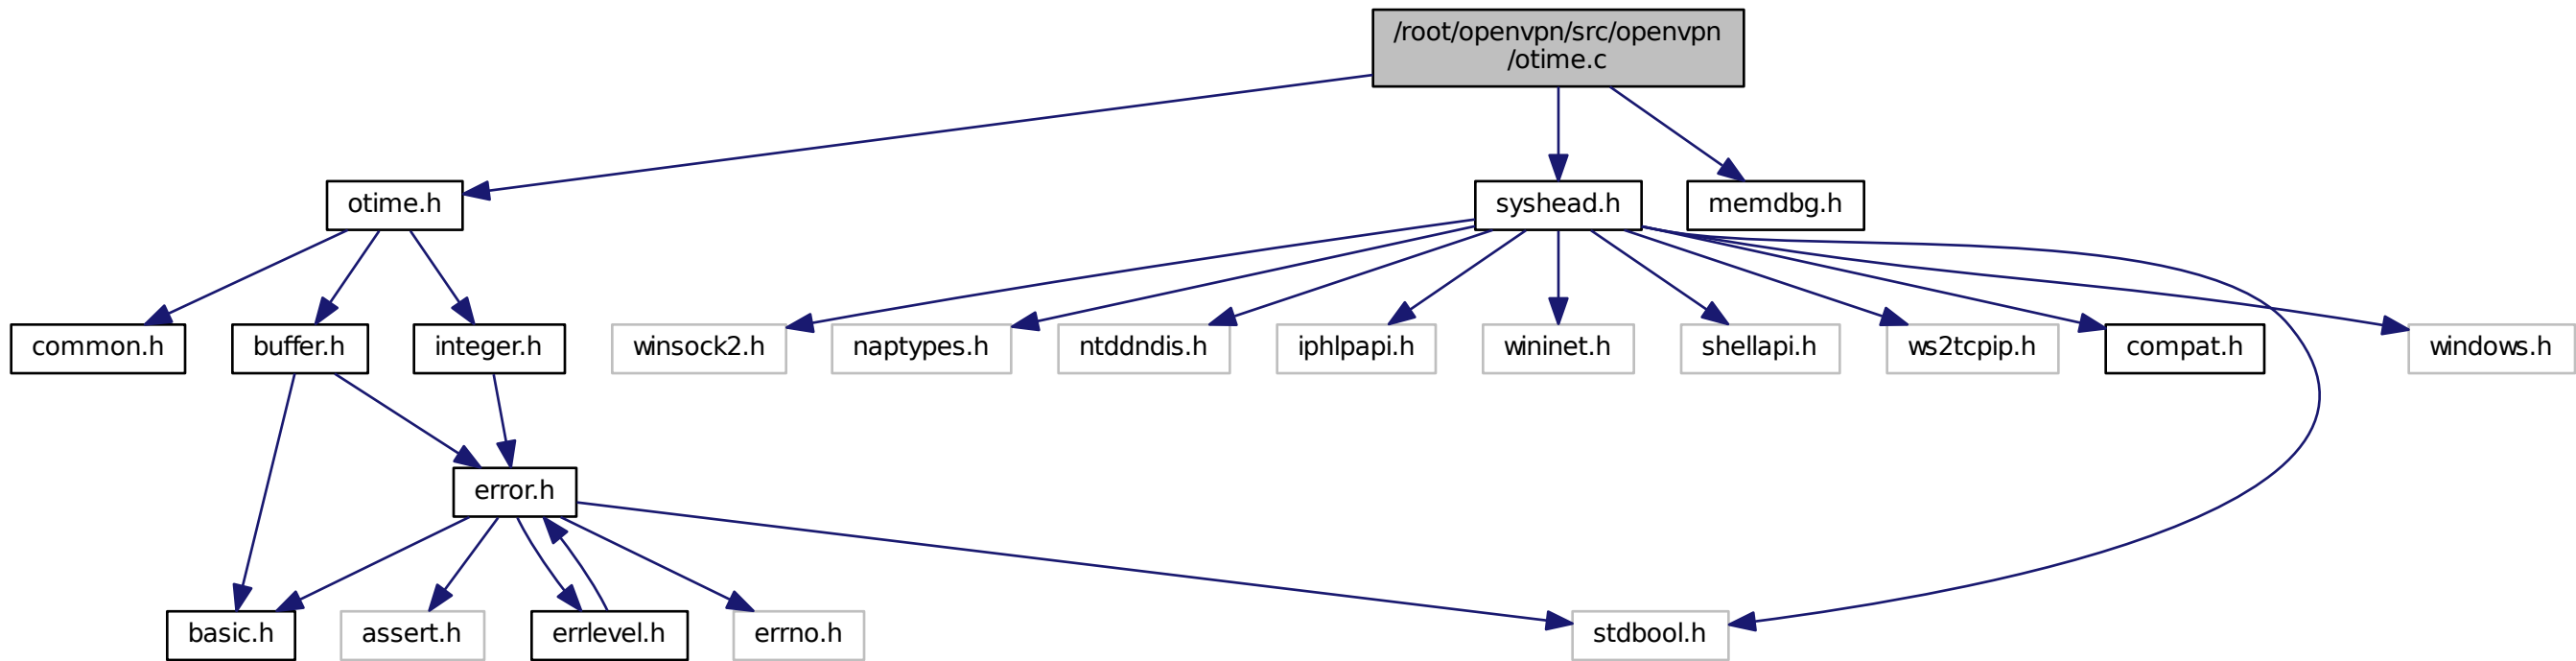 /root/openvpn/src/openvpn
/otime.c
otime.h
syshead.h
memdbg.h
common.h
buffer.h
integer.h
winsock2.h
naptypes.h
ntddndis.h
iphlpapi.h
wininet.h
shellapi.h
ws2tcpip.h
compat.h
windows.h
error.h
basic.h
assert.h
errlevel.h
errno.h
stdbool.h